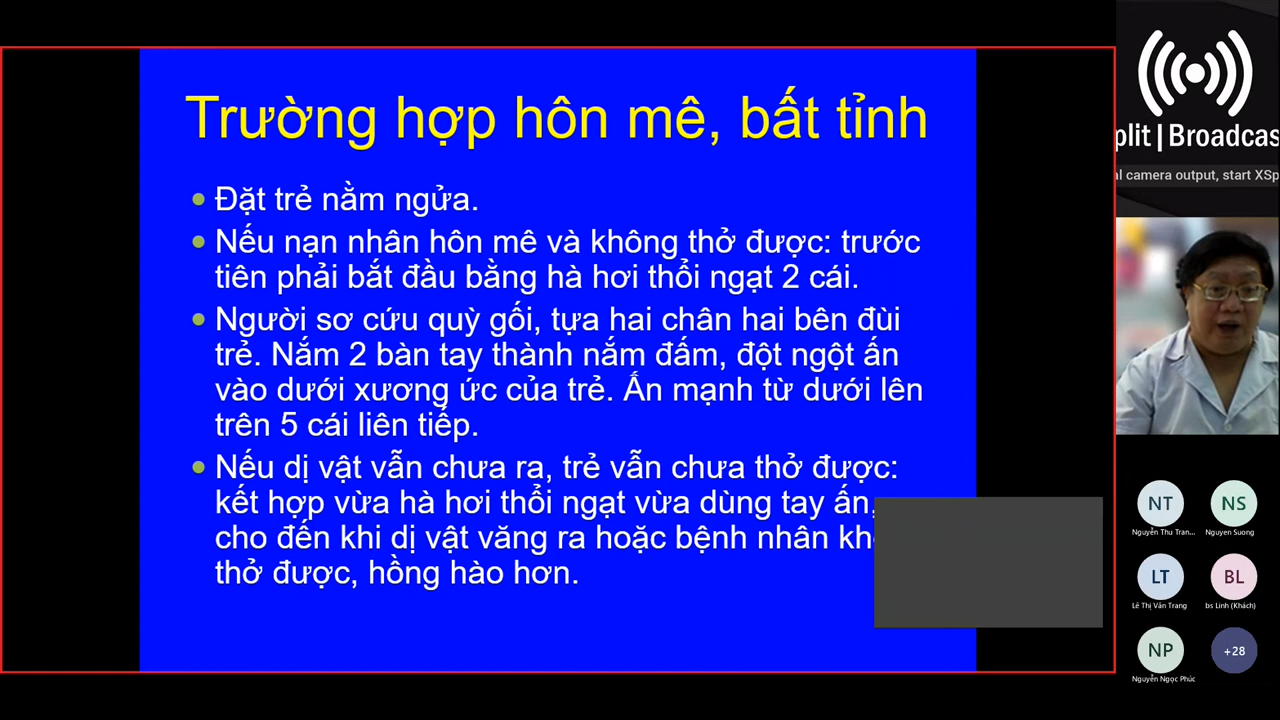 Trường hợp hôn mê, bất tỉnh
Đặt trẻ nằm ngửa.
Nếu nạn nhân hôn mê và không thở được: trước
tiên phải bắt đầu bằng hà hơi thổi ngạt 2 cái.
Người sơ cứu quỳ gối, tựa hai chân hai bên đùi
trẻ. Nắm 2 bàn tay thành nắm đấm, đột ngột ấn
vào dưới xương ức của trẻ. Ấn mạnh từ dưới lên
trên 5 cái liên tiếp.
Nếu dị vật vẫn chưa ra, trẻ vẫn chưa thở được:
kết hợp vừa hà hơi thổi ngạt vừa dùng tay ấn,
cho đến khi dị vật văng ra hoặc bệnh nhân
thở được, hồng hào hơn.
plit | Broadcas
al camera output, start XSp
NT
NS
Nguyễn Thu Tran...
Nguyen Suong
LT
BL
Lê Thị Vân Trang
bs Linh (Khách)
NP
+28
Nguyễn Ngọc Phúc